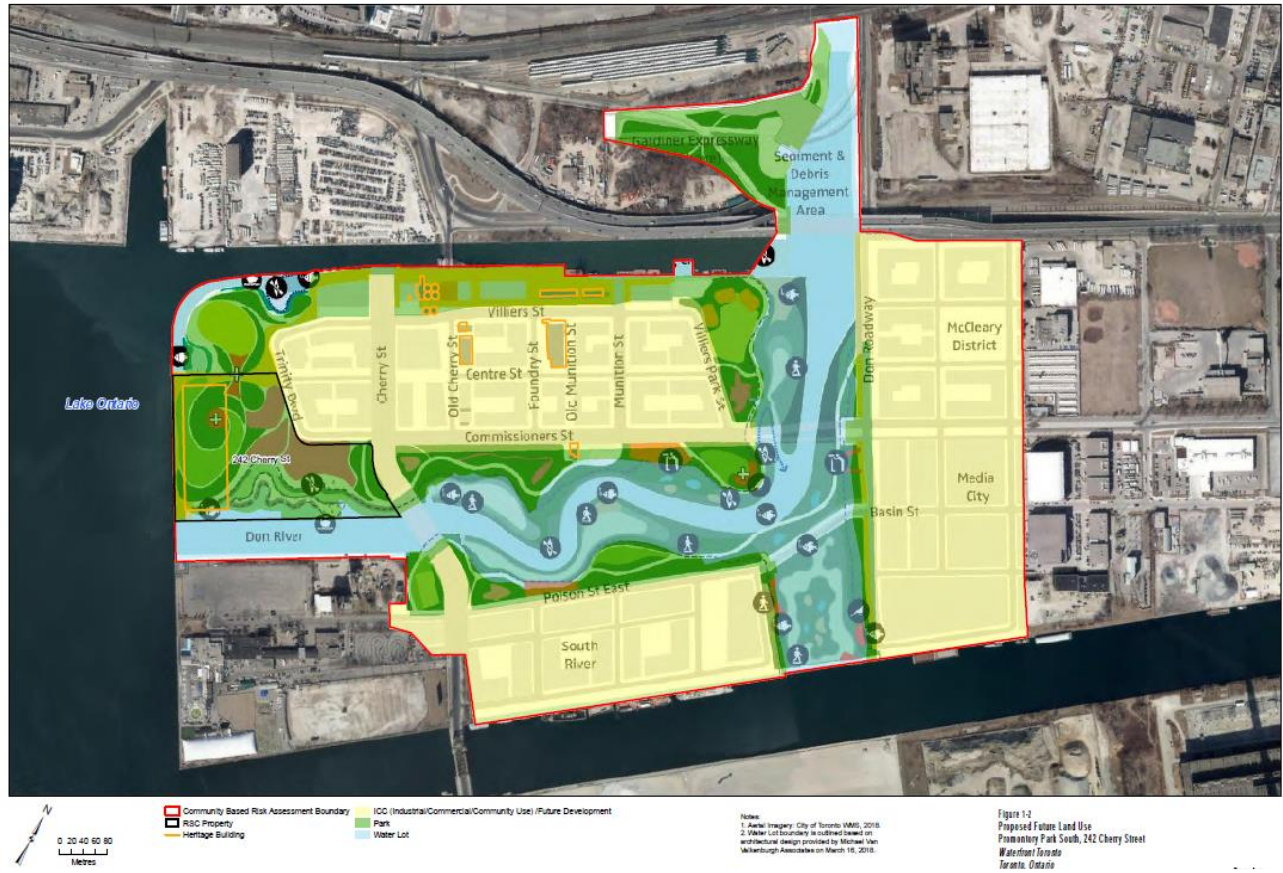 Gardiner Expressway
Sediment &
Debris
Management
Area
Villiers St
McCleary
District
Trinity
Cherry St
Old Cherry St
Foundry St
Old Munition St
Munition St
Villiers Park St
Don Roadway
Centre St
Lake Ontario
Commissioners St
242 Cherry St
Media
City
Basin St
Don River
Polson St East
South
River
N
0 20 40 60 80
Metres
Community Based Risk Assessment Boundary
RSC Property
Heritage Building
ICC (Industrial/Commercial/Community Use) /Future Development
Park
Water Lot
Notes:
1. Aerial Imagery: City of Toronto WMS, 2018.
2. Water Lot boundary is outlined based on
architectural design provided by Michael Van
Valkenburgh Associates on March 16, 2018.
Figure 1-2
Proposed Future Land Use
Promontory Park South, 242 Cherry Street
Waterfront Toronto
Toronto, Ontario